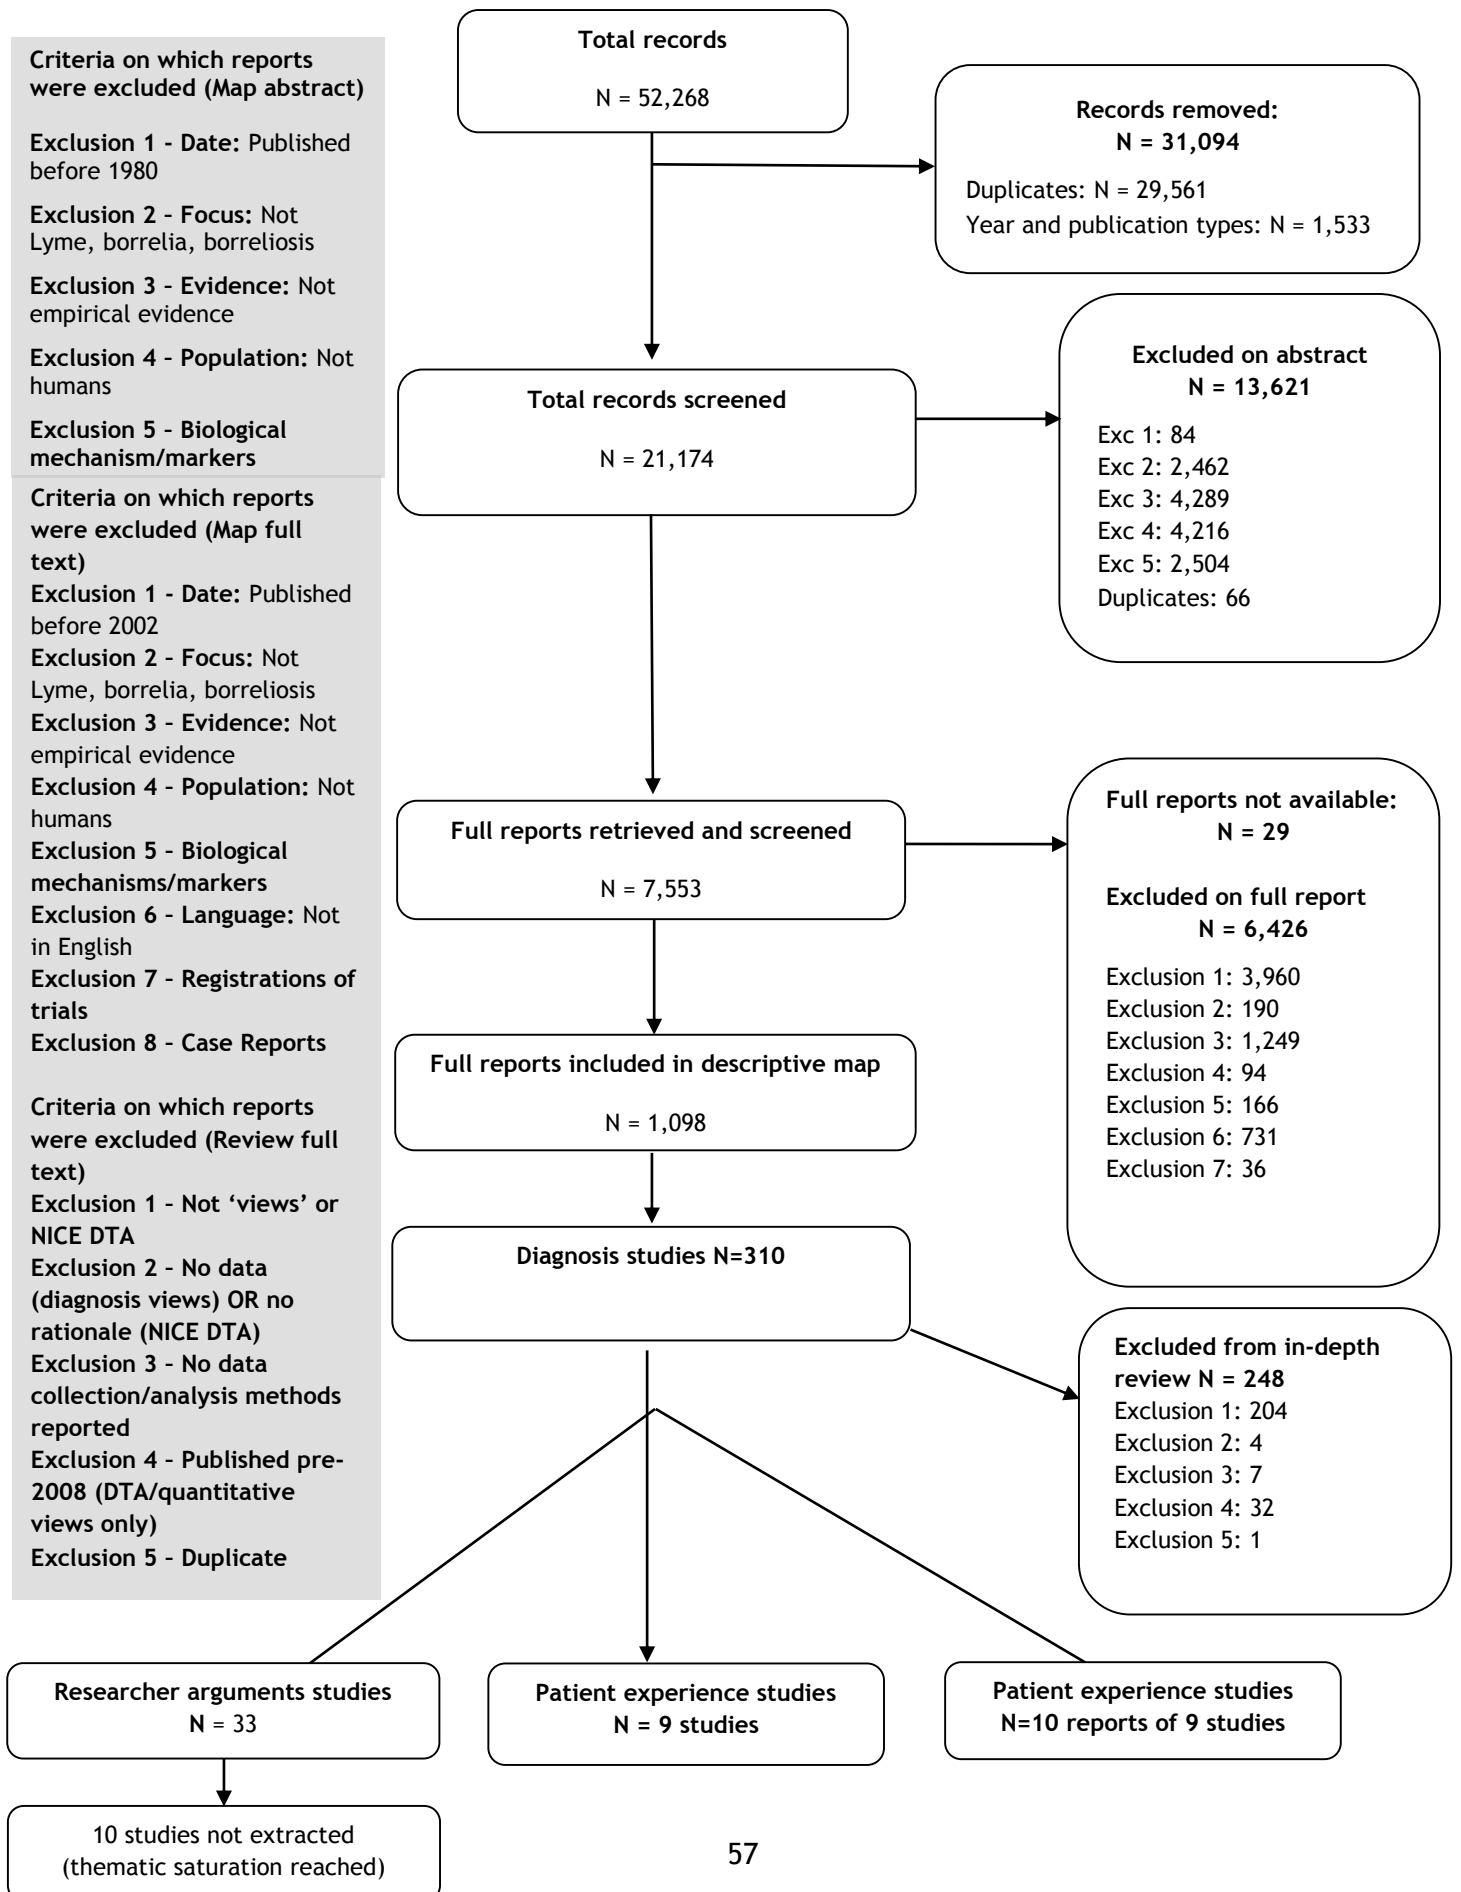 Criteria on which reports
were excluded (Map abstract)
Exclusion 1 - Date: Published
before 1980
Exclusion 2 – Focus: Not
Lyme, borrelia, borreliosis
Exclusion 3 – Evidence: Not
empirical evidence
Exclusion 4 – Population: Not
humans
Exclusion 5 – Biological
mechanism/markers
Criteria on which reports
were excluded (Map full
text)
Exclusion 1 - Date: Published
before 2002
Exclusion 2 – Focus: Not
Lyme, borrelia, borreliosis
Exclusion 3 – Evidence: Not
empirical evidence
Exclusion 4 – Population: Not
humans
Exclusion 5 – Biological
mechanisms/markers
Exclusion 6 – Language: Not
in English
Exclusion 7 – Registrations of
trials
Exclusion 8 – Case Reports
Criteria on which reports
were excluded (Review full
text)
Exclusion 1 – Not ‘views’ or
NICE DTA
Exclusion 2 – No data
(diagnosis views) OR no
rationale (NICE DTA)
Exclusion 3 – No data
collection/analysis methods
reported
Exclusion 4 – Published pre-
2008 (DTA/quantitative
views only)
Exclusion 5 – Duplicate
Total records
N = 52,268
Records removed:
N = 31,094
Duplicates: N = 29,561
Year and publication types: N = 1,533
Total records screened
N = 21,174
Excluded on abstract
N = 13,621
Exc 1: 84
Exc 2: 2,462
Exc 3: 4,289
Exc 4: 4,216
Exc 5: 2,504
Duplicates: 66
Full reports retrieved and screened
N = 7,553
Full reports not available:
N = 29
Excluded on full report
N = 6,426
Exclusion 1: 3,960
Exclusion 2: 190
Exclusion 3: 1,249
Exclusion 4: 94
Exclusion 5: 166
Exclusion 6: 731
Exclusion 7: 36
Full reports included in descriptive map
N = 1,098
Diagnosis studies N=310
Excluded from in-depth
review N = 248
Exclusion 1: 204
Exclusion 2: 4
Exclusion 3: 7
Exclusion 4: 32
Exclusion 5: 1
Researcher arguments studies
N = 33
Patient experience studies
N = 9 studies
Patient experience studies
N=10 reports of 9 studies
10 studies not extracted
(thematic saturation reached)
57